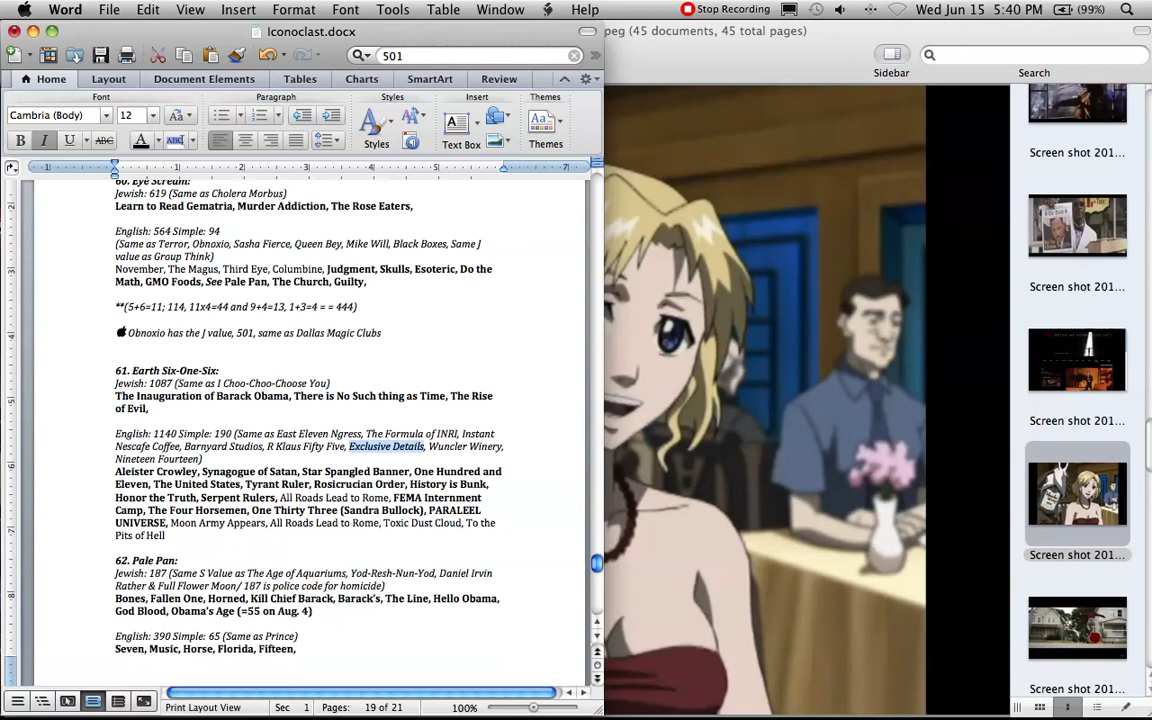 Word File Edit View Insert Format Font Tools Table Window Help Stop Recording Wed Jun 15 5:40 PM (99%)
Iconoclast.docx
peg (45 documents, 45 total pages)
501
Sidebar
Search
Home Layout Document Elements Tables Charts SmartArt Review
Font Paragraph Styles Insert Themes
Cambria (Body) 12 Aa
B I U ABC A ABC Styles A Text Box Aa Themes
1 1 2 3 4 5 7
60. Eye Scream:
Jewish: 619 (Same as Cholera Morbus)
Learn to Read Gematria, Murder Addiction, The Rose Eaters,
English: 564 Simple: 94
(Same as Terror, Obnoxio, Sasha Fierce, Queen Bey, Mike Will, Black Boxes, Same J
value as Group Think)
November, The Magus, Third Eye, Columbine, Judgment, Skulls, Esoteric, Do the
Math, GMO Foods, See Pale Pan, The Church, Guilty,
**(5+6=11; 114, 11x4=44 and 9+4=13, 1+3=4 = = 444)
Obnoxio has the J value, 501, same as Dallas Magic Clubs
61. Earth Six-One-Six:
Jewish: 1087 (Same as I Choo-Choo-Choose You)
The Inauguration of Barack Obama, There is No Such thing as Time, The Rise
of Evil,
English: 1140 Simple: 190 (Same as East Eleven Ngress, The Formula of INRI, Instant
Nescafe Coffee, Barnyard Studios, R Klaus Fifty Five, Exclusive Details, Wuncler Winery,
Nineteen Fourteen)
Aleister Crowley, Synagogue of Satan, Star Spangled Banner, One Hundred and
Eleven, The United States, Tyrant Ruler, Rosicrucian Order, History is Bunk,
Honor the Truth, Serpent Rulers, All Roads Lead to Rome, FEMA Internment
Camp, The Four Horsemen, One Thirty Three (Sandra Bullock), PARALEEL
UNIVERSE, Moon Army Appears, All Roads Lead to Rome, Toxic Dust Cloud, To the
Pits of Hell
62. Pale Pan:
Jewish: 187 (Same S Value as The Age of Aquariums, Yod-Resh-Nun-Yod, Daniel Irvin
Rather & Full Flower Moon/ 187 is police code for homicide)
Bones, Fallen One, Horned, Kill Chief Barack, Barack's, The Line, Hello Obama,
God Blood, Obama's Age (=55 on Aug. 4)
English: 390 Simple: 65 (Same as Prince)
Seven, Music, Horse, Florida, Fifteen,
Print Layout View Sec 1 Pages: 19 of 21 100%
Screen shot 201...
Screen shot 201...
Screen shot 201...
Screen shot 201...
Screen shot 201...